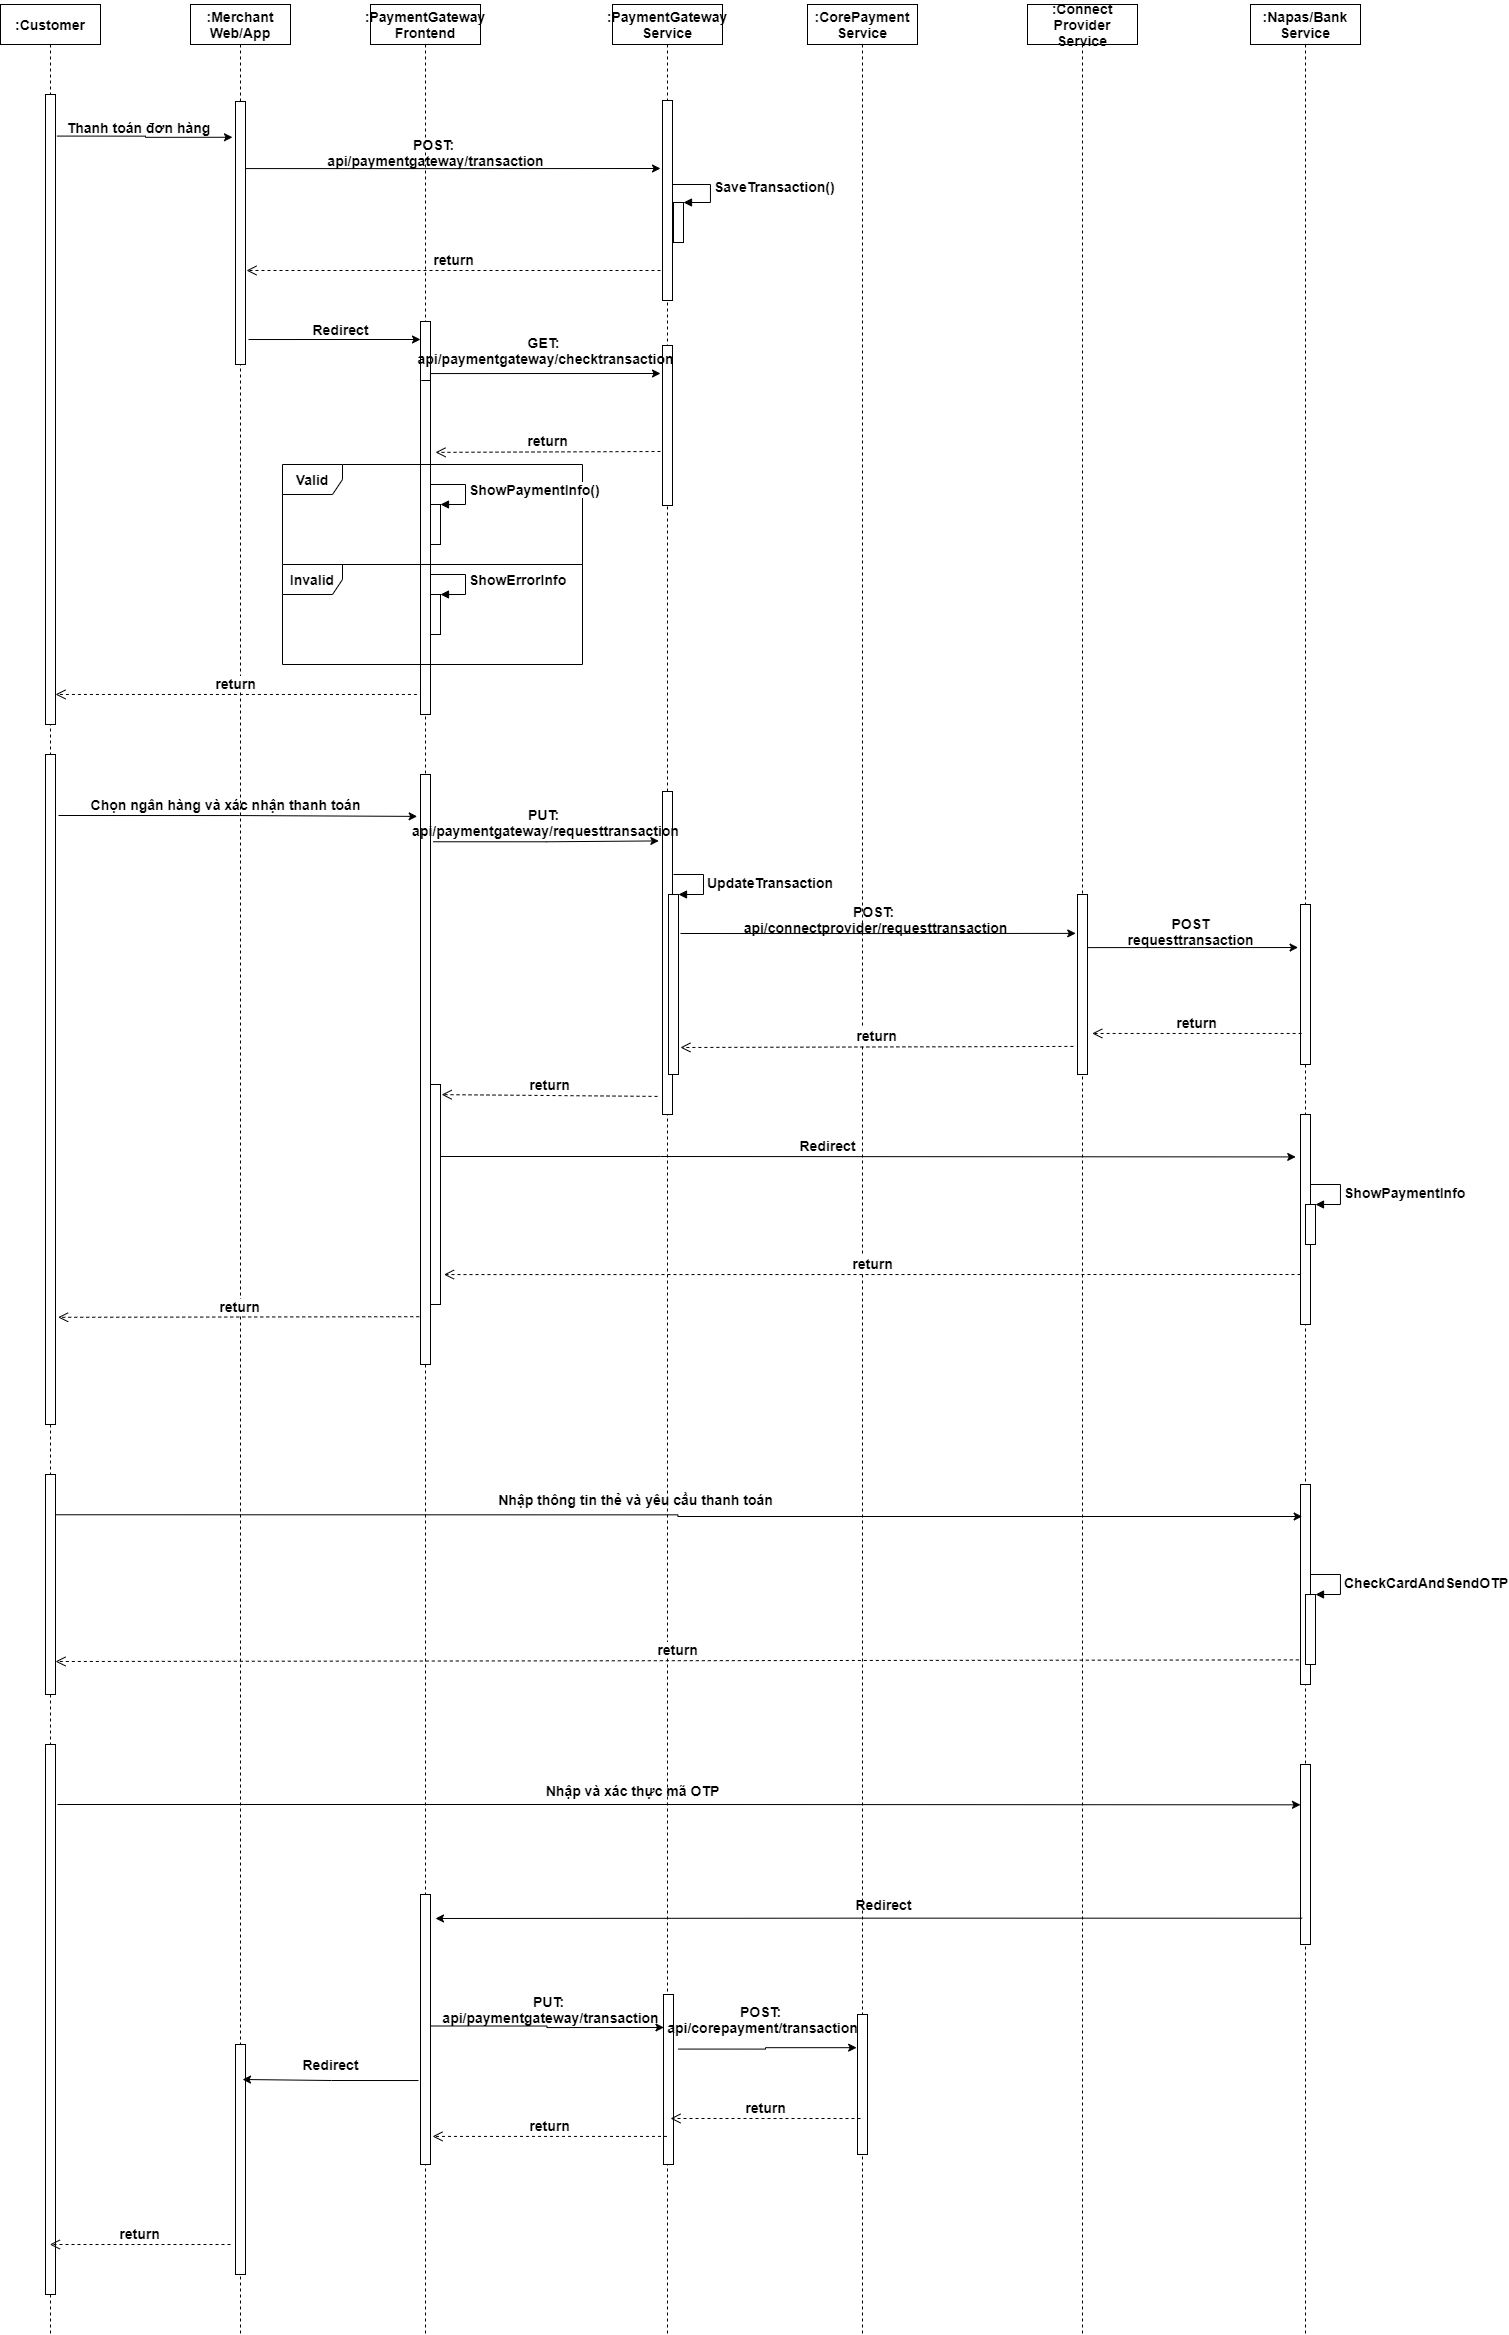 :Customer
:Merchant
Web/App
:PaymentGateway
Frontend
:PaymentGateway
Service
:CorePayment
Service
:Connect
Provider
Service
:Napas/Bank
Service
Thanh toán đơn hàng
POST:
api/paymentgateway/transaction
SaveTransaction()
return
Redirect
GET:
api/paymentgateway/checktransaction
return
Valid
ShowPaymentInfo()
Invalid
ShowErrorInfo
return
Chọn ngân hàng và xác nhận thanh toán
PUT:
api/paymentgateway/requesttransaction
UpdateTransaction
POST:
api/connectprovider/requesttransaction
POST
requesttransaction
return
return
return
Redirect
ShowPaymentInfo
return
return
Nhập thông tin thẻ và yêu cầu thanh toán
CheckCardAndSendOTP
return
Nhập và xác thực mã OTP
Redirect
PUT:
api/paymentgateway/transaction
POST:
api/corepayment/transaction
Redirect
return
return
return